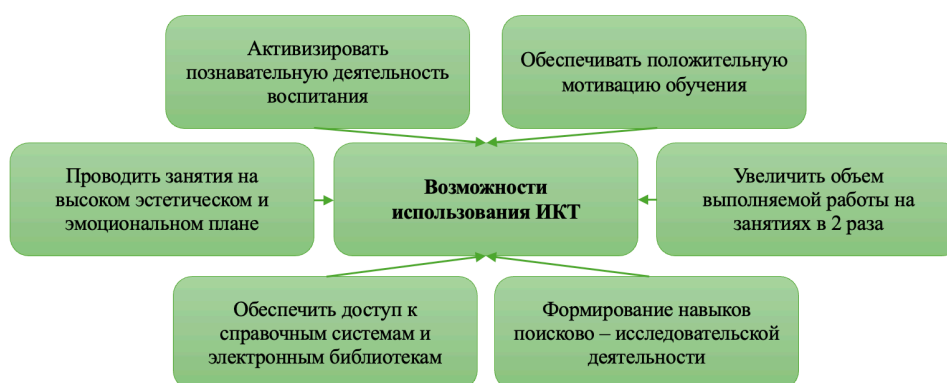 Активизировать
познавательную деятельность
воспитания
Обеспечивать положительную
мотивацию обучения
Проводить занятия на
высоком эстетическом и
эмоциональном плане
Возможности
использования ИКТ
Увеличить объем
выполняемой работы на
занятиях в 2 раза
Обеспечить доступ к
справочным системам и
электронным библиотекам
Формирование навыков
поисково – исследовательской
деятельности